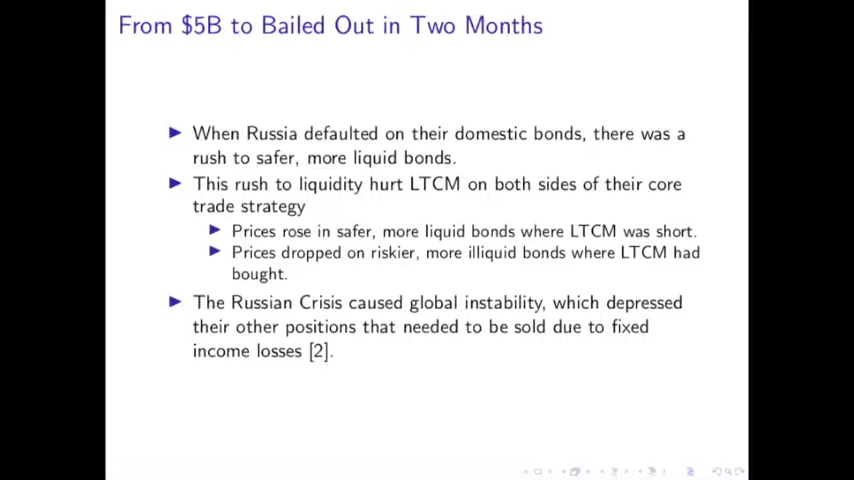 From $5B to Bailed Out in Two Months
When Russia defaulted on their domestic bonds, there was a
rush to safer, more liquid bonds.
This rush to liquidity hurt LTCM on both sides of their core
trade strategy
Prices rose in safer, more liquid bonds where LTCM was short.
Prices dropped on riskier, more illiquid bonds where LTCM had
bought.
The Russian Crisis caused global instability, which depressed
their other positions that needed to be sold due to fixed
income losses [2].